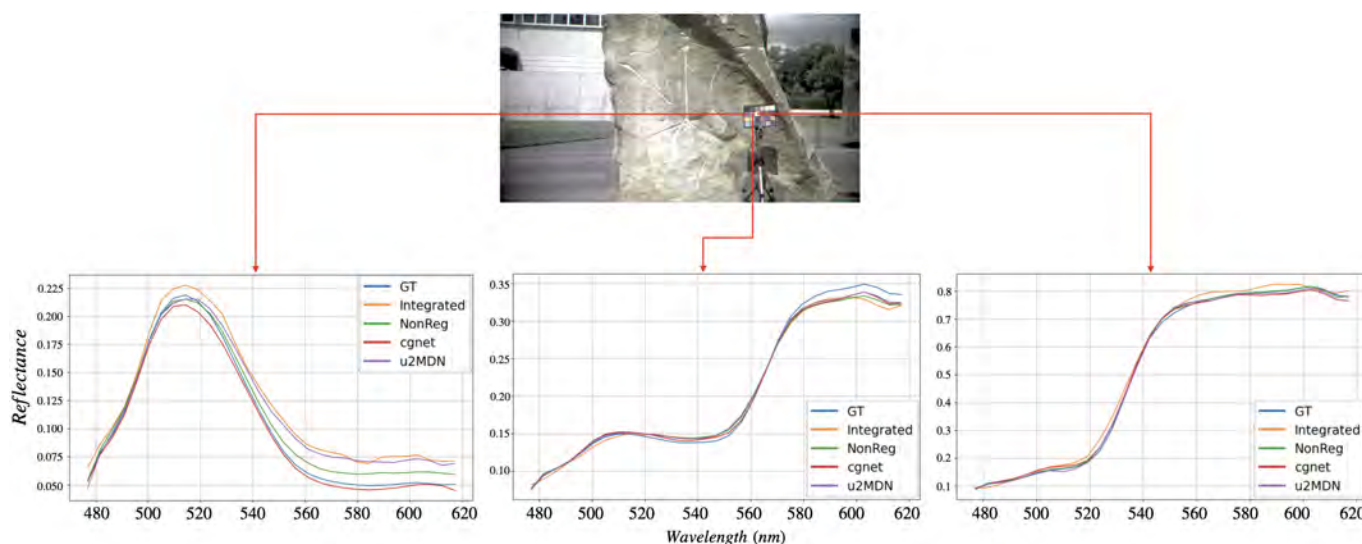 Reflectance
0.225
0.200
0.175
0.150
0.125
0.100
0.075
0.050
GT
Integrated
NonReg
cgnet
u2MDN
480 500 520 540 560 580 600 620
0.35
0.30
0.25
0.20
0.15
0.10
GT
Integrated
NonReg
cgnet
u2MDN
480 500 520 540 560 580 600 620
0.8
0.7
0.6
0.5
0.4
0.3
0.2
0.1
GT
Integrated
NonReg
cgnet
u2MDN
480 500 520 540 560 580 600 620
Wavelength (nm)